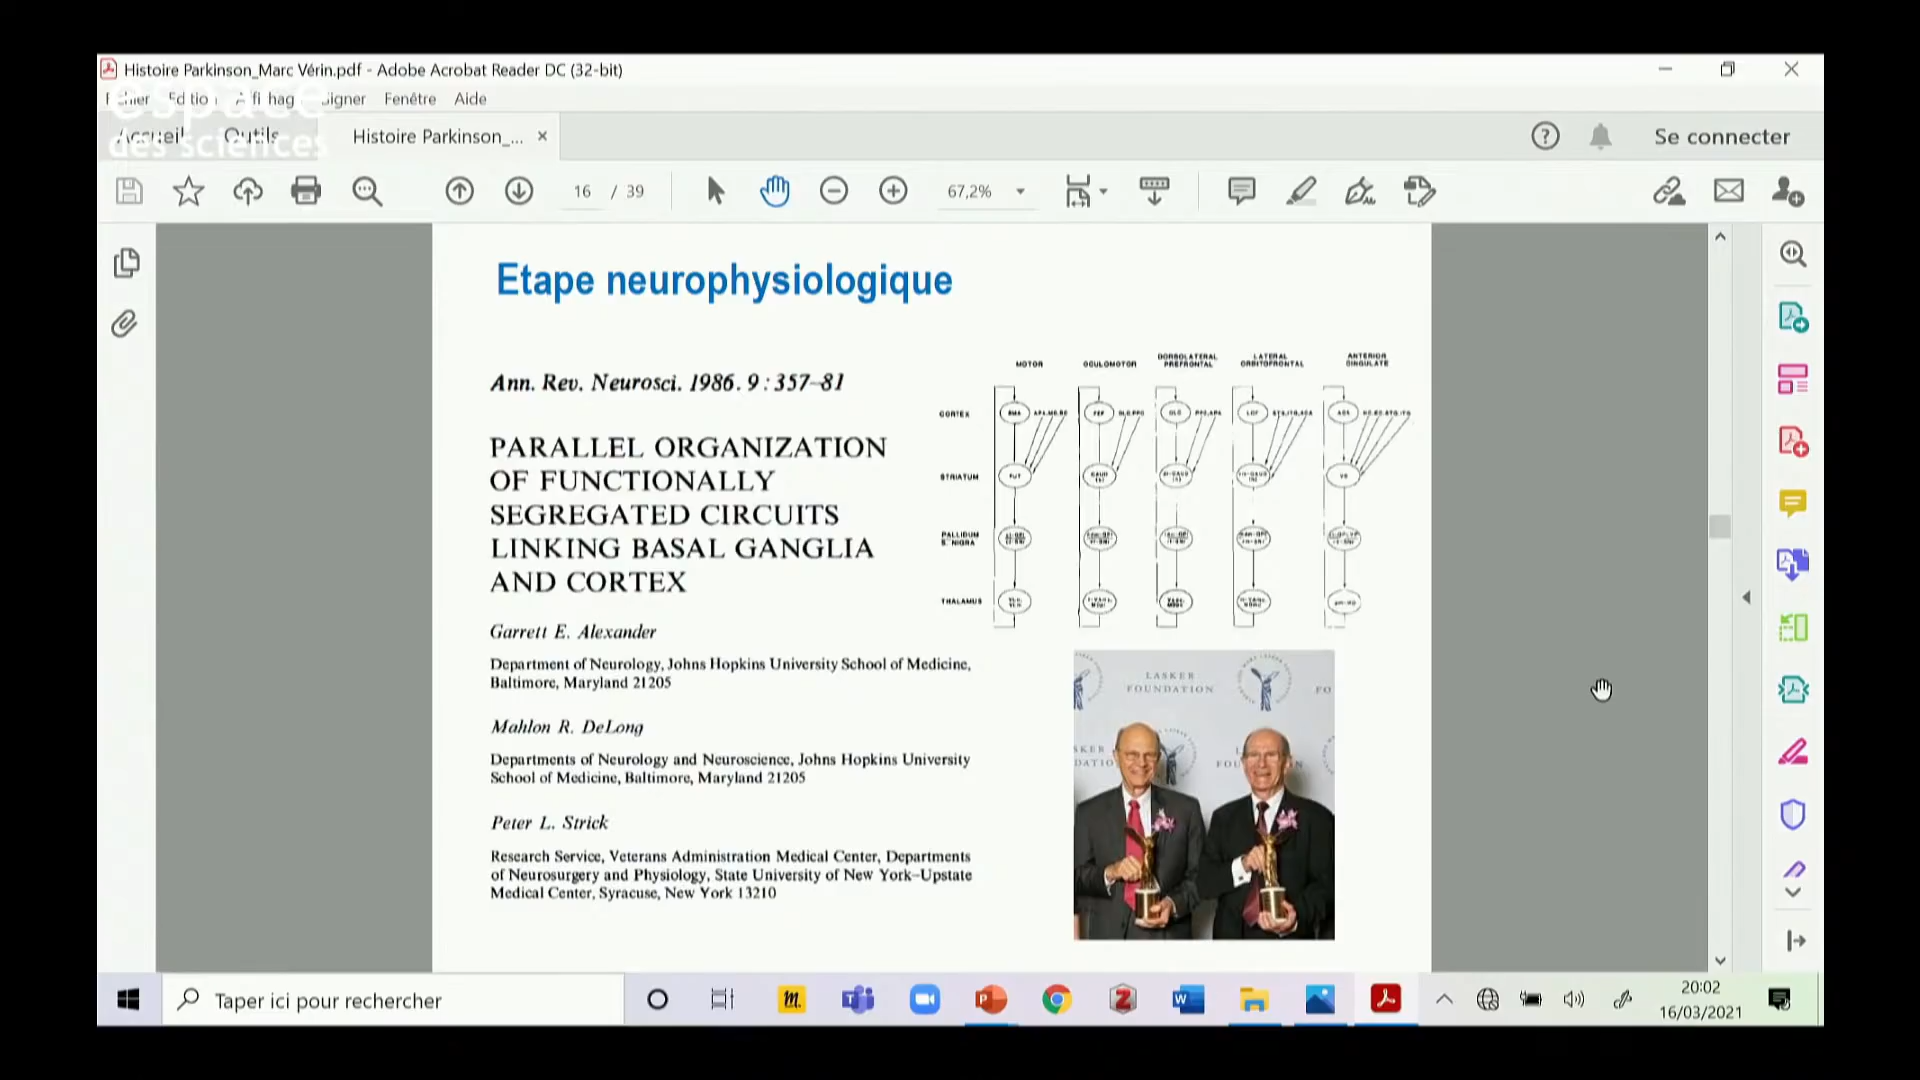 Histoire Parkinson_Marc Vérin.pdf - Adobe Acrobat Reader DC (32-bit)
Fenêtre Aide
espace
des sciences
Accueil Outils Histoire Parkinson_... Se connecter
16 / 39 67,2%
Etape neurophysiologique
Ann. Rev. Neurosci. 1986. 9:357–81
PARALLEL ORGANIZATION
OF FUNCTIONALLY
SEGREGATED CIRCUITS
LINKING BASAL GANGLIA
AND CORTEX
Garrett E. Alexander
Department of Neurology, Johns Hopkins University School of Medicine,
Baltimore, Maryland 21205
Mahlon R. DeLong
Departments of Neurology and Neuroscience, Johns Hopkins University
School of Medicine, Baltimore, Maryland 21205
Peter L. Strick
Research Service, Veterans Administration Medical Center, Departments
of Neurosurgery and Physiology, State University of New York–Upstate
Medical Center, Syracuse, New York 13210
MOTOR
OCULOMOTOR
DORSOLATERAL
PREFRONTAL
LATERAL
ORBITOFRONTAL
ANTERIOR
CINGULATE
CORTEX
STRIATUM
PALLIDUM
S. NIGRA
THALAMUS
LASKER
FOUNDATION
Taper ici pour rechercher
20:02
16/03/2021